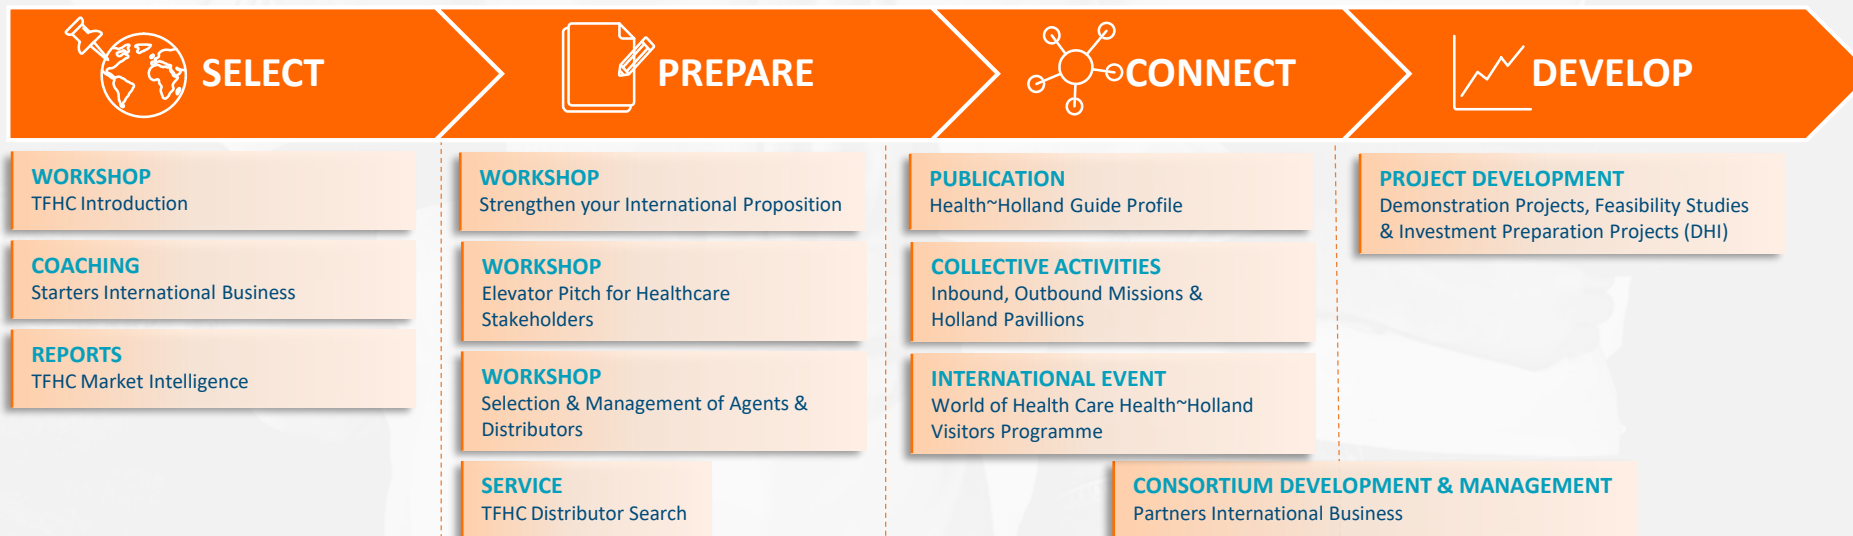 SELECT
PREPARE
CONNECT
DEVELOP
WORKSHOP
TFHC Introduction
COACHING
Starters International Business
REPORTS
TFHC Market Intelligence
WORKSHOP
Strengthen your International Proposition
WORKSHOP
Elevator Pitch for Healthcare
Stakeholders
WORKSHOP
Selection & Management of Agents &
Distributors
SERVICE
TFHC Distributor Search
PUBLICATION
Health~Holland Guide Profile
COLLECTIVE ACTIVITIES
Inbound, Outbound Missions &
Holland Pavillions
INTERNATIONAL EVENT
World of Health Care Health~Holland
Visitors Programme
PROJECT DEVELOPMENT
Demonstration Projects, Feasibility Studies
& Investment Preparation Projects (DHI)
CONSORTIUM DEVELOPMENT & MANAGEMENT
Partners International Business